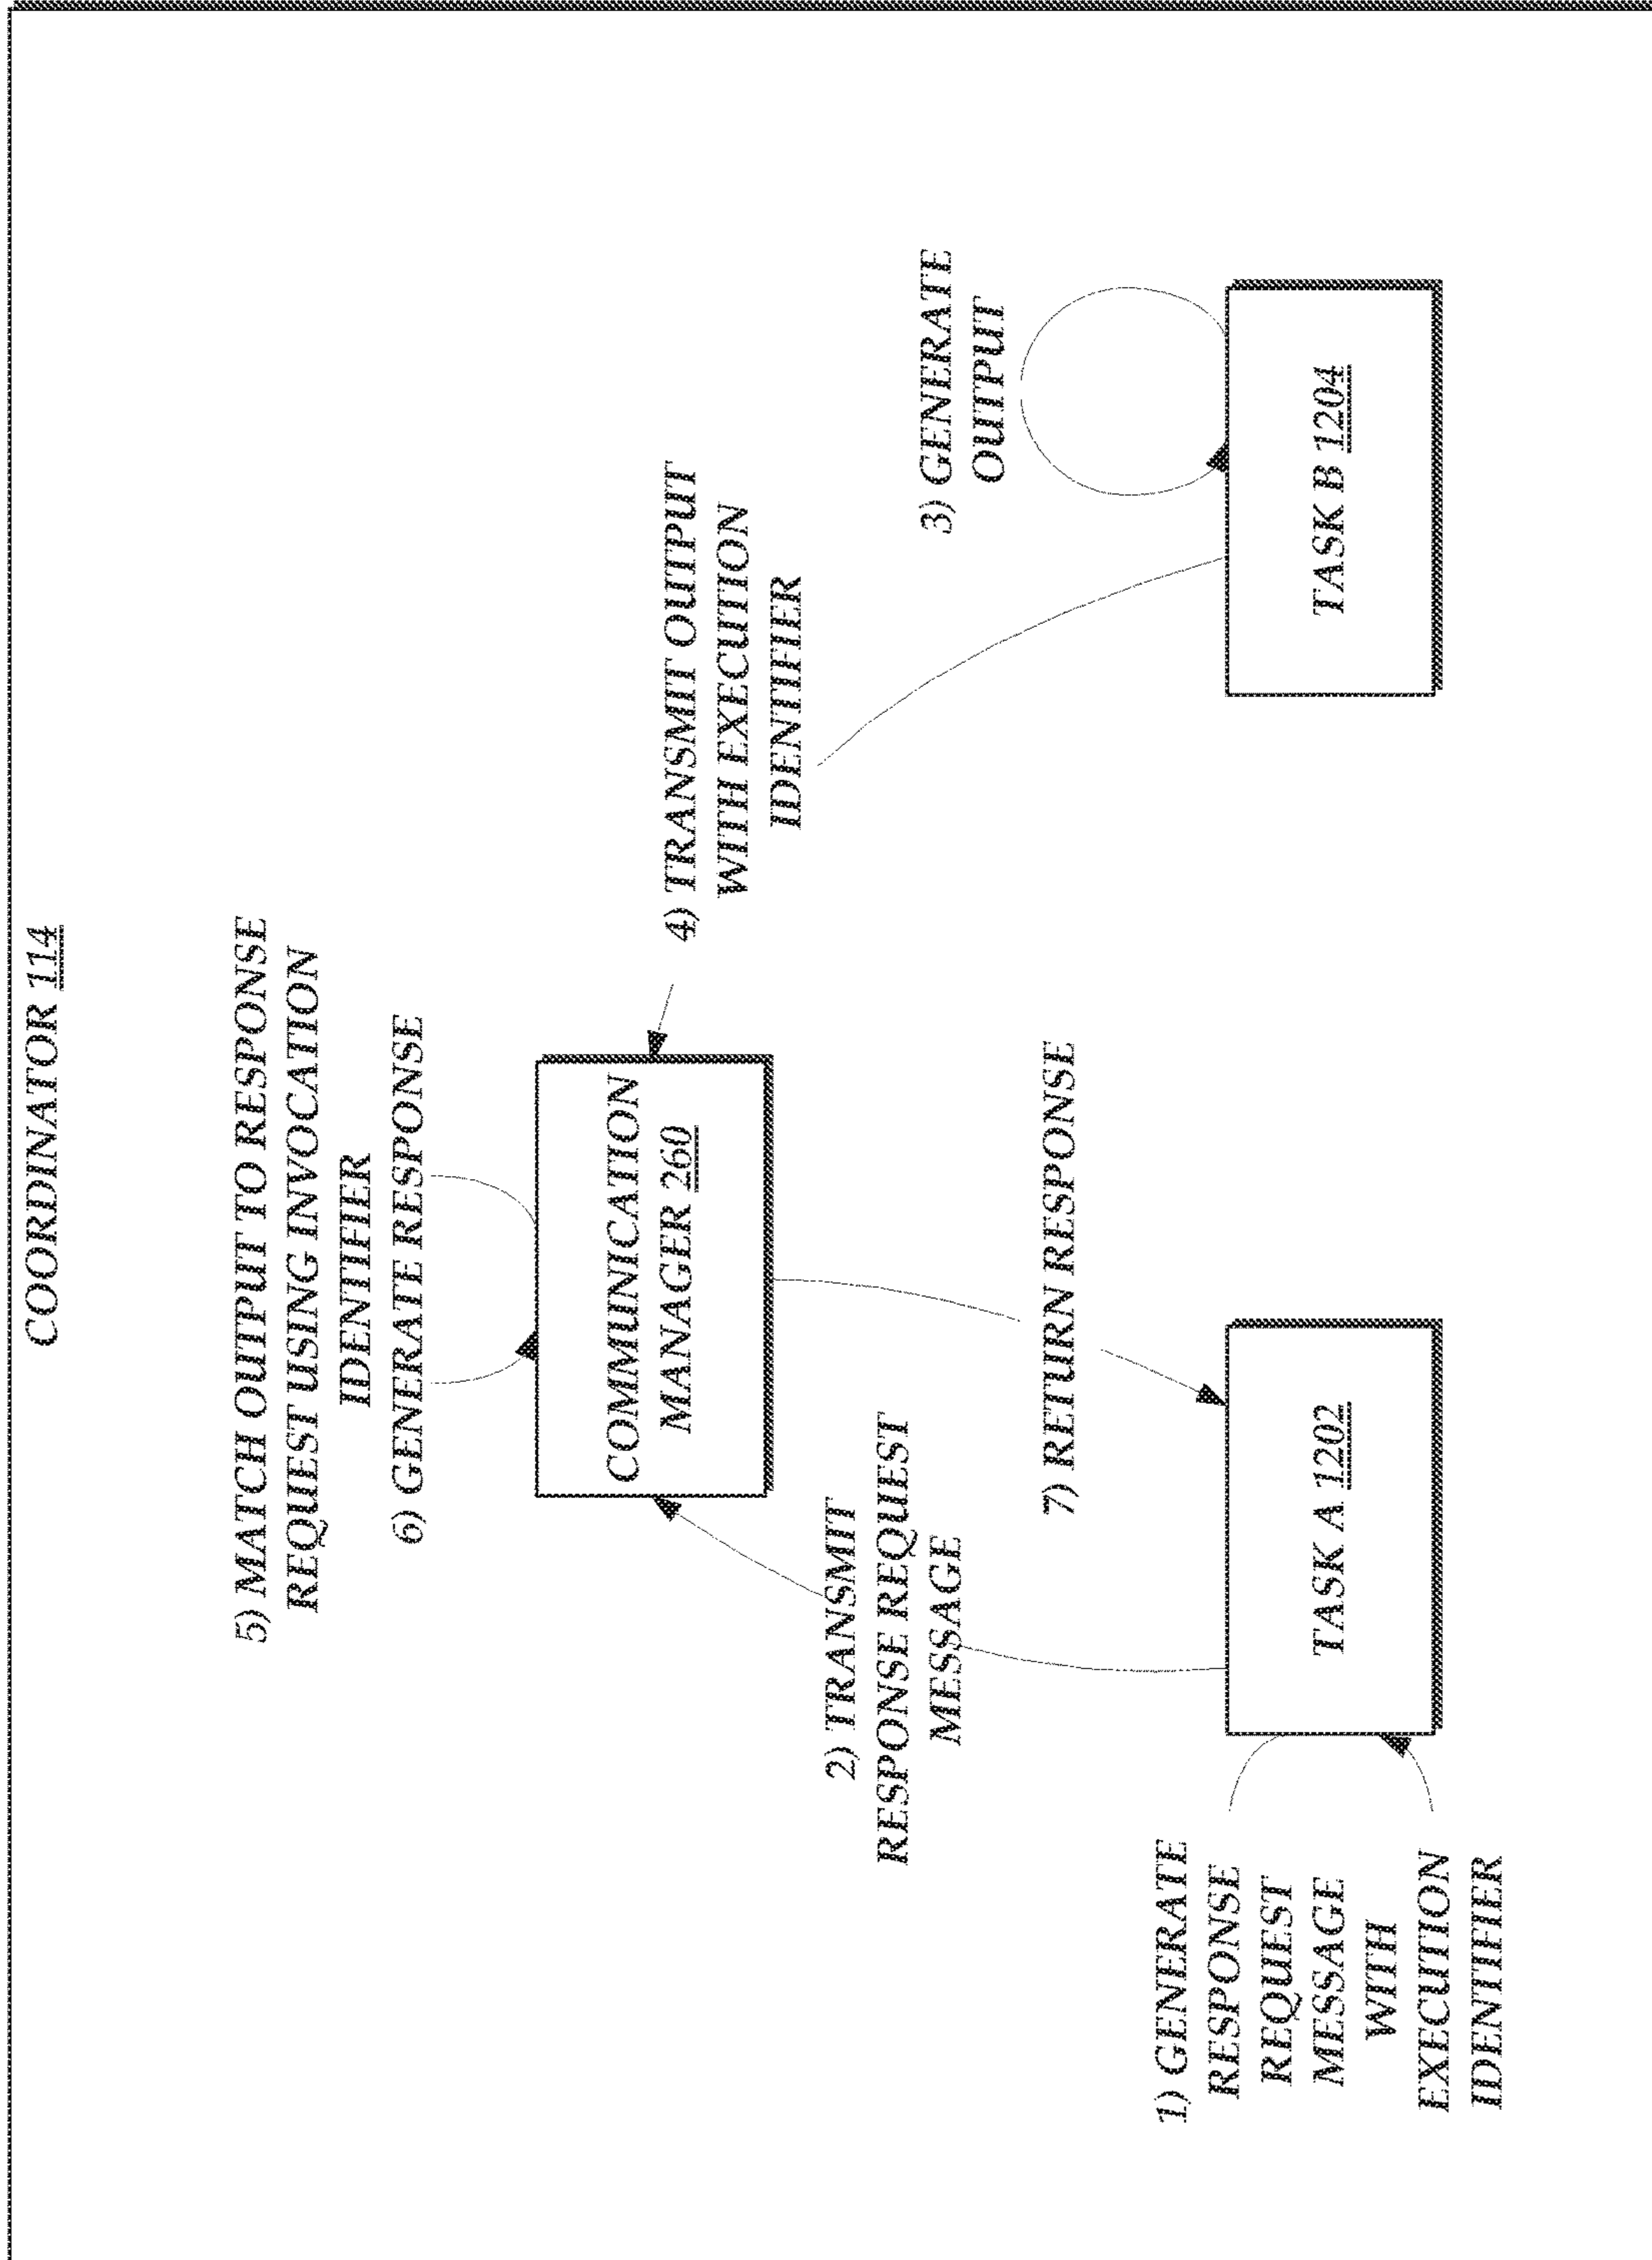 COORDINATOR 114
5) MATCH OUTPUT TO RESPONSE
REQUEST USING INVOCATION
IDENTIFIER
6) GENERATE RESPONSE
COMMUNICATION
MANAGER 260
4) TRANSMIT OUTPUT
WITH EXECUTION
IDENTIFIER
2) TRANSMIT
RESPONSE REQUEST
MESSAGE
3) GENERATE
OUTPUT
7) RETURN RESPONSE
1) GENERATE
RESPONSE
REQUEST
MESSAGE
WITH
EXECUTION
IDENTIFIER
TASK A 1202
TASK B 1204